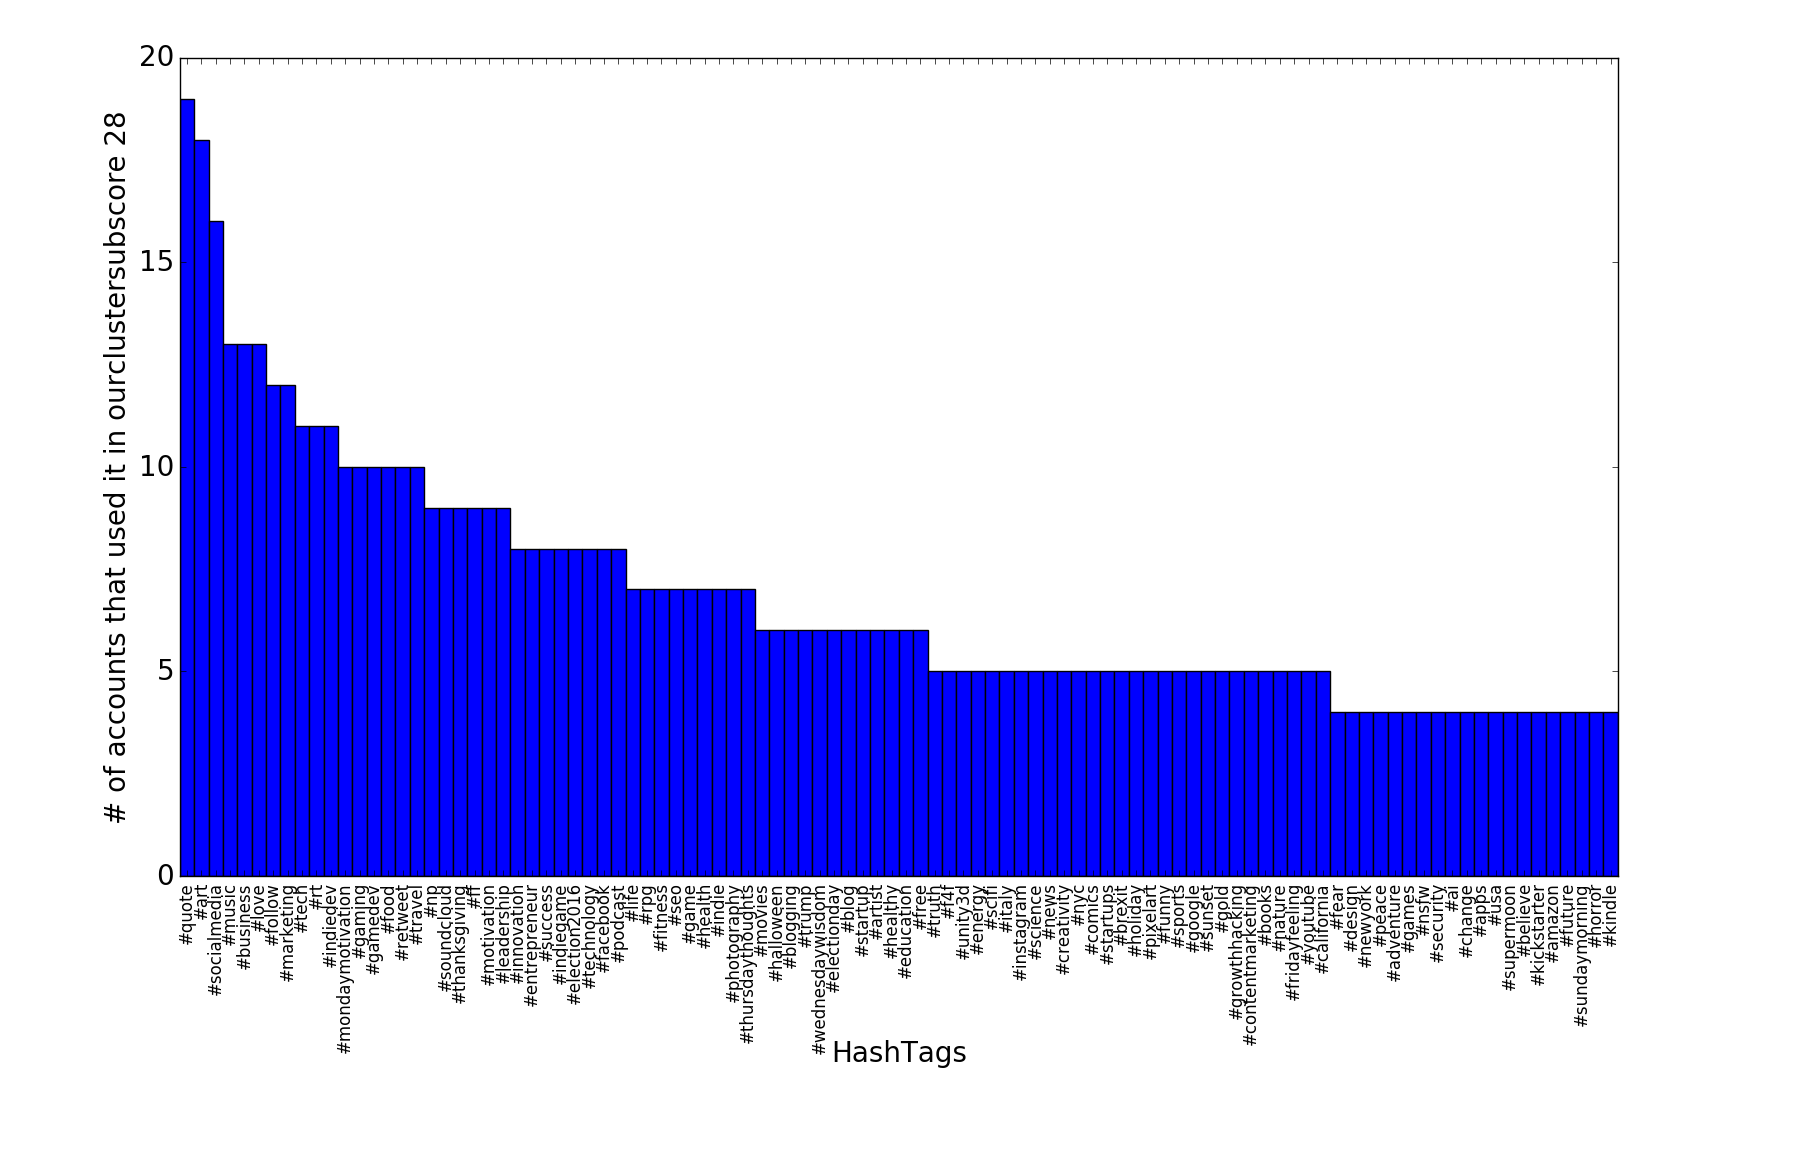 20
15
10
5
0
# of accounts that used it in ourclustersubscore 28
#quote
#art
#socialmedia
#music
#business
#love
#follow
#marketing
#tech
#rt
#indiedev
#mondaymotivation
#gaming
#gamedev
#food
#retweet
#travel
#np
#soundcloud
#thanksgiving
#ff
#motivation
#leadership
#innovation
#entrepreneur
#success
#indiegame
#election2016
#technology
#facebook
#podcast
#life
#rpg
#fitness
#seo
#game
#health
#indie
#photography
#thursdaythoughts
#movies
#halloween
#blogging
#trump
#wednesdaywisdom
#electionday
#blog
#startup
#artist
#healthy
#education
#free
#truth
#f4f
#unity3d
#energy
#scifi
#italy
#instagram
#science
#news
#creativity
#nyc
#comics
#startups
#brexit
#holiday
#pixelart
#funny
#sports
#google
#sunset
#gold
#growthhacking
#contentmarketing
#books
#nature
#fridayfeeling
#youtube
#california
#fear
#design
#newyork
#peace
#adventure
#games
#nsfw
#security
#ai
#change
#apps
#usa
#supermoon
#believe
#kickstarter
#amazon
#future
#sundaymorning
#horror
#kindle
HashTags